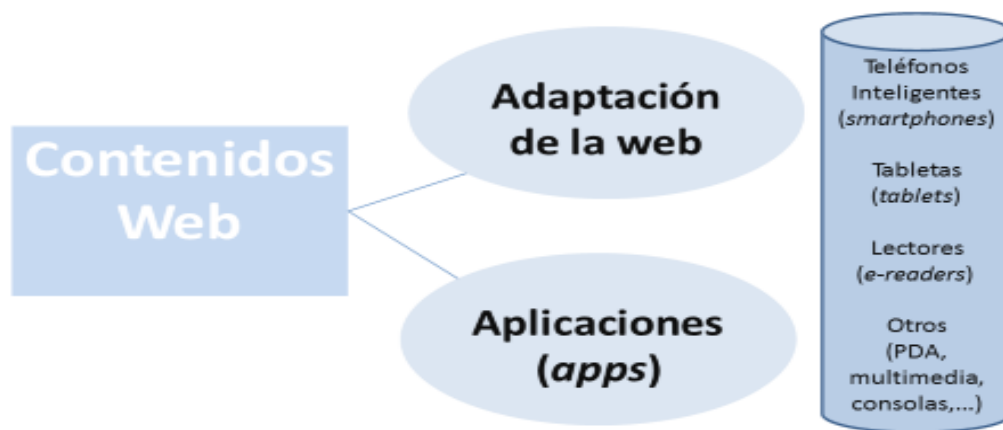 Contenidos
Web
Adaptación
de la web
Aplicaciones
(apps)
Teléfonos
Inteligentes
(smartphones)
Tabletas
(tablets)
Lectores
(e-readers)
Otros
(PDA,
multimedia,
consolas,...)